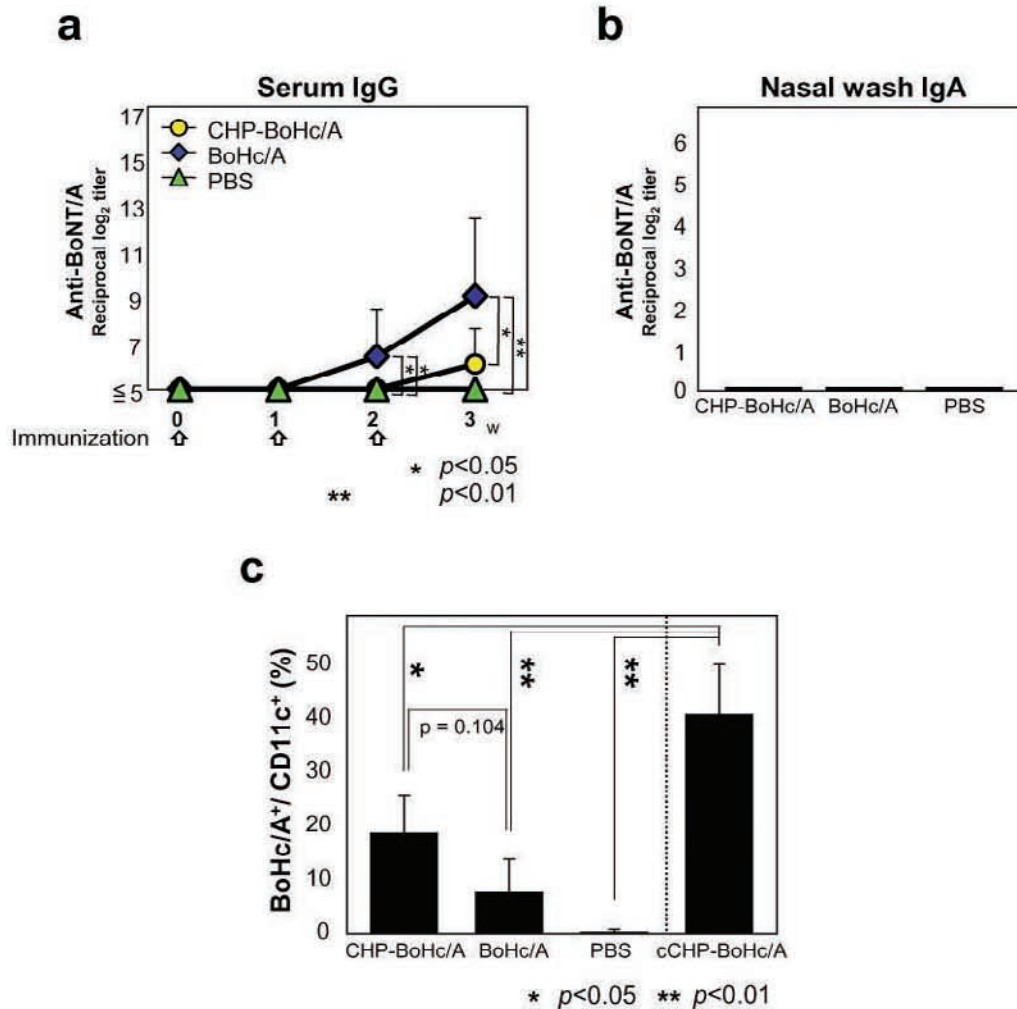 a
Serum IgG
Anti-BoNT/A
Reciprocal log₂ titer
17
15
13
11
9
7
≦5
CHP-BoHc/A
BoHc/A
PBS
*
*
*
**
0 1 2 3 w
Immunization
* p<0.05
** p<0.01
b
Nasal wash IgA
Anti-BoNT/A
Reciprocal log₂ titer
6
5
4
3
2
1
0
CHP-BoHc/A BoHc/A PBS
c
BoHc/A⁺/ CD11c⁺ (%)
50
40
30
20
10
0
* ** **
p = 0.104
CHP-BoHc/A BoHc/A PBS cCHP-BoHc/A
* p<0.05 ** p<0.01